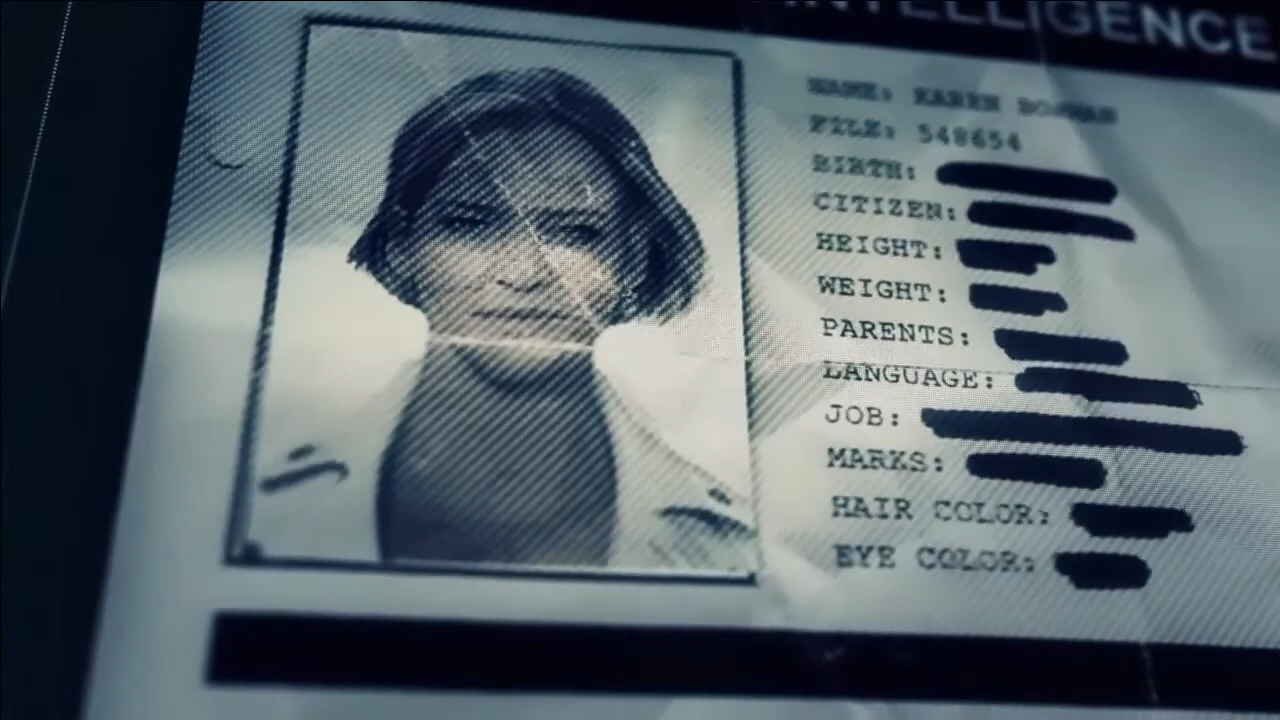 INTELLIGENCE
NAME: KAREN
FILE: 548654
BIRTH:
CITIZEN:
HEIGHT:
WEIGHT:
PARENTS:
LANGUAGE:
JOB:
MARKS:
HAIR COLOR:
EYE COLOR: